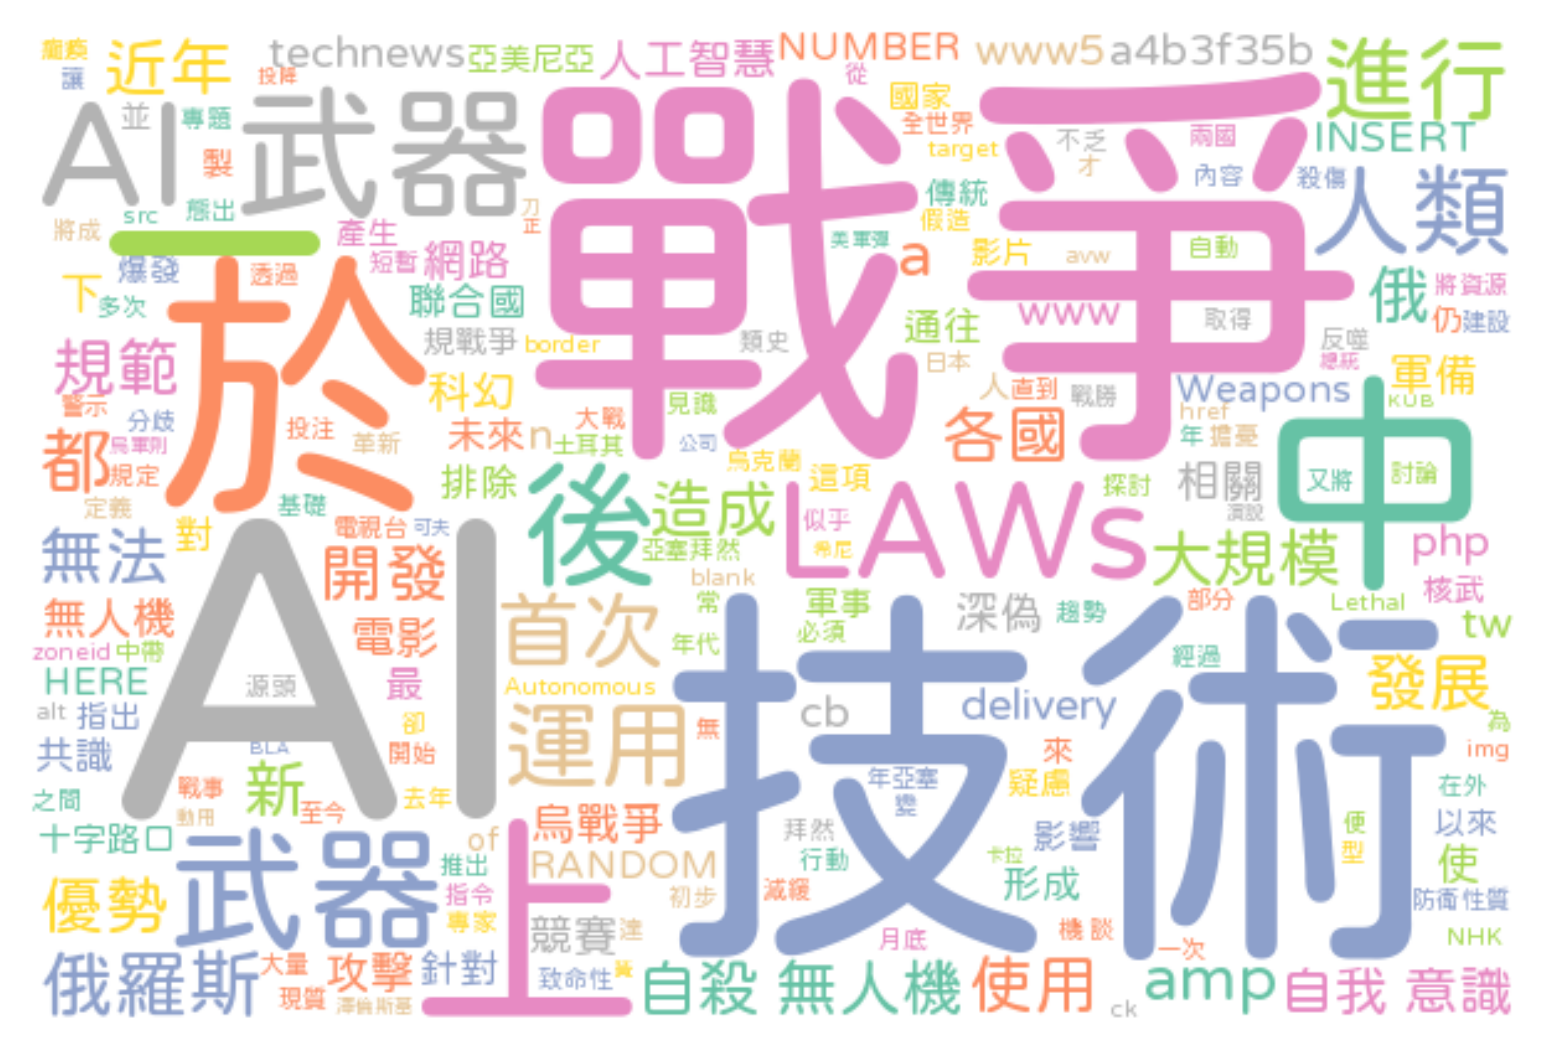 癱瘓 近年 technews 亞美尼亞 人工智慧 NUMBER www5 a4b3f35b 進行
讓 投降 從 國家
AI 武器 並 專題 戰爭 全世界 不乏 兩國 INSERT
製 target 才 內容 殺傷 人類
將成 src 態出 刀 正 傳統 假造
一 產生 美軍彈 a 影片 avw 自動
爆發 透過 短暫 網路 俄 將資源
下 多次 聯合國 通往 www 取得 仍 建設
於 規戰爭 border 類史 反噬
規範 科幻 日本 總統 軍備
警示 分歧 投注 革新 大戰 見識 人 直到 戰勝 Weapons KUB
都 烏軍則 未來 n 土耳其 公司 各國 href 年 擔憂 中
規定 排除 烏克蘭 這項 探討 相關 又將 討論
定義 基礎 後 造成 LAWs 演說
無法 對 電視台 可夫 似乎 大規模 php
AI 開發 亞塞拜然 希尼 核武
blank
無人機 首次 常 軍事 深偽 趨勢 部分 Lethal tw
電影 年代 必須
zoneid 中帶 技術 經過
HERE 源頭 最 Autonomous 發展
alt 指出 卻 運用 無 cb delivery 為
共識 BLA 開始 來 img
新 戰事 年亞塞 疑慮 在外
之間 動用 至今 去年 變
十字路口 of 烏戰爭 拜然 影響 便 以來
武器 推出 上 RANDOM 行動 卡拉 型 使
優勢 指令 初步 減緩 形成 防衛性質
專家 競賽 達 月底 機 談 NHK
俄羅斯 大量 攻擊 針對 致命性 一次
現質 澤倫斯基 自殺 無人機 使用 ck amp 自我 意識